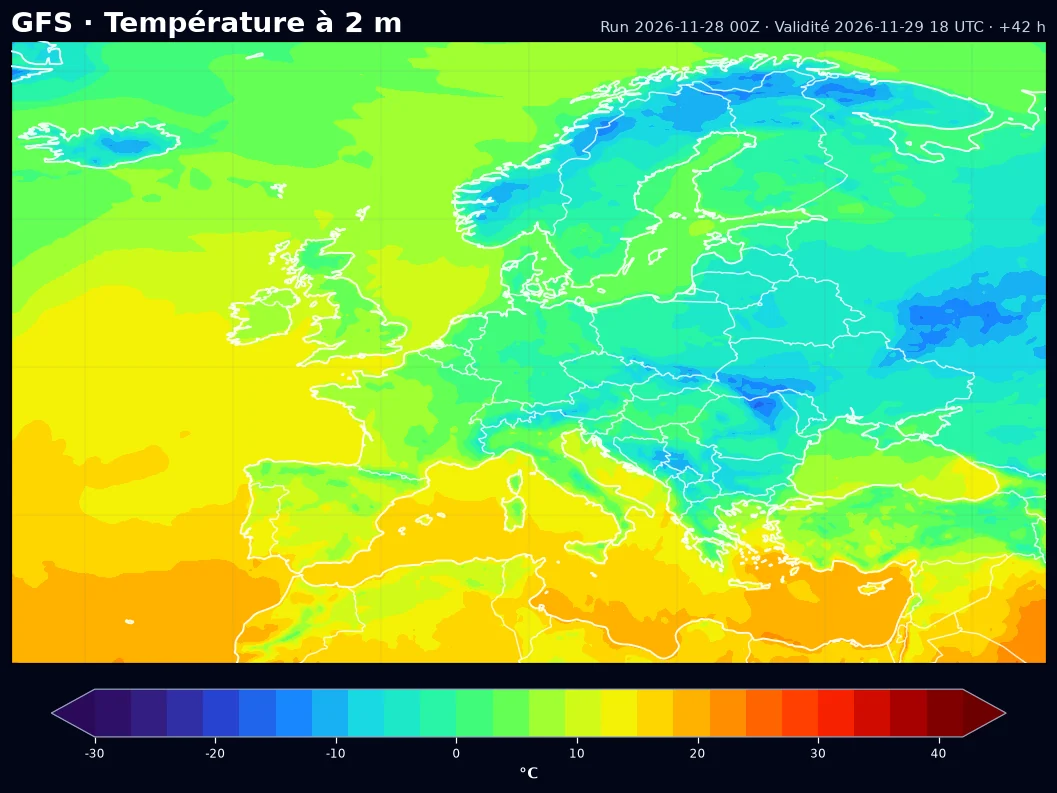 GFS · Température à 2 m
Run 2026-11-28 00Z · Validité 2026-11-29 18 UTC · +42 h
-30 -20 -10 0 10 20 30 40
°C